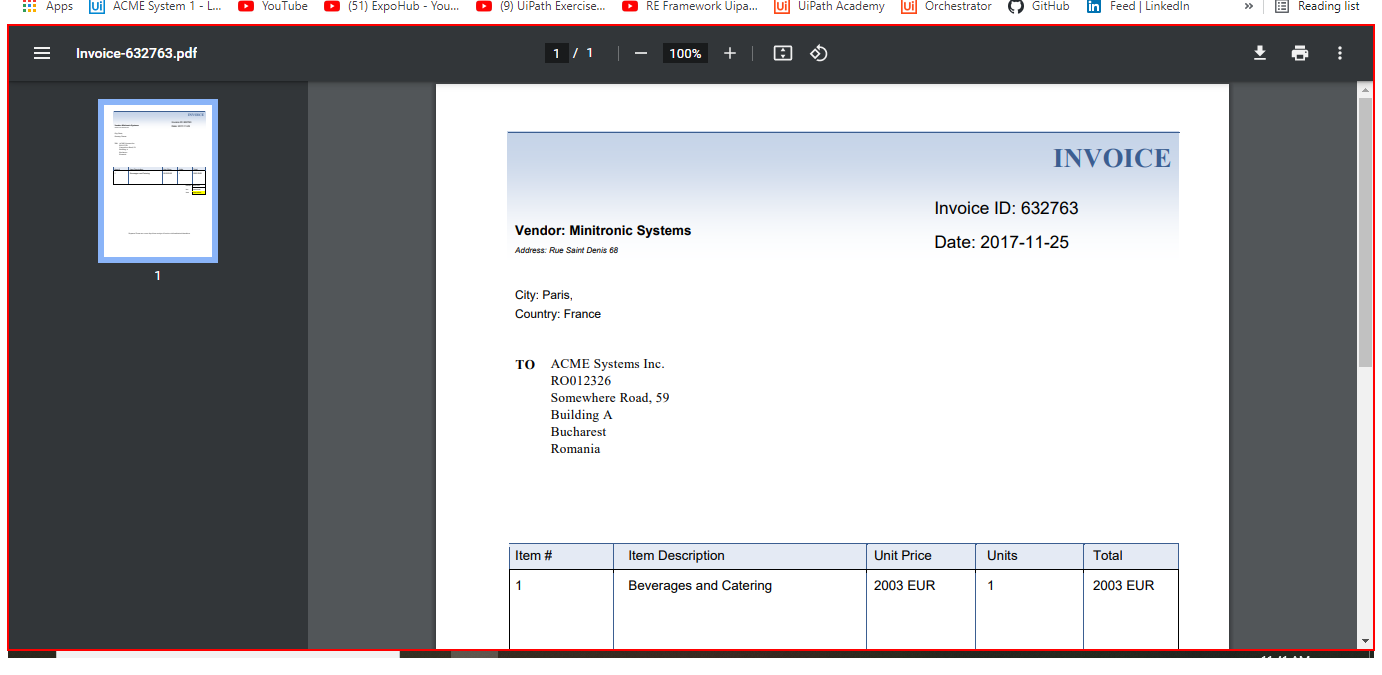 Apps ACME System 1 - L... YouTube (51) ExpoHub - You... (9) UiPath Exercise... RE Framework Uipa... UiPath Academy Orchestrator GitHub Feed | LinkedIn » Reading list
Invoice-632763.pdf 1 / 1 — 100% +
1
INVOICE
Invoice ID: 632763
Vendor: Minitronic Systems
Date: 2017-11-25
Address: Rue Saint Denis 68
City: Paris,
Country: France
TO ACME Systems Inc.
RO012326
Somewhere Road, 59
Building A
Bucharest
Romania
Item # Item Description Unit Price Units Total
1 Beverages and Catering 2003 EUR 1 2003 EUR